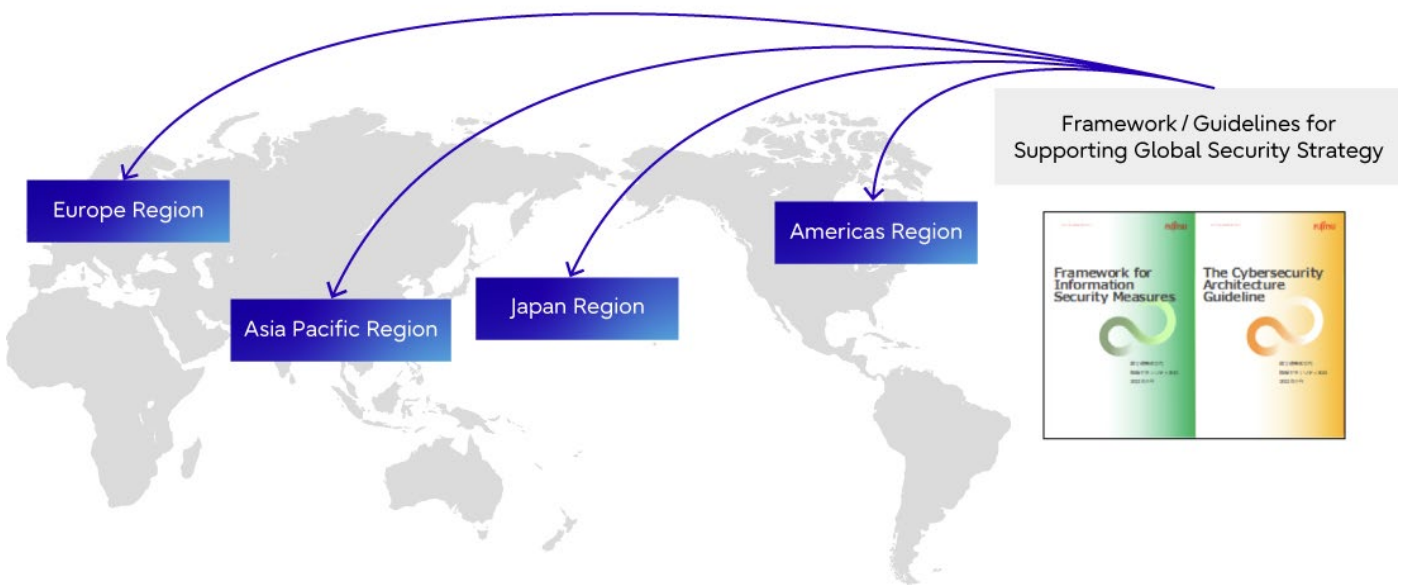 Framework / Guidelines for
Supporting Global Security Strategy
Europe Region
Americas Region
Japan Region
Asia Pacific Region
FUJITSU
Framework for
Information
Security Measures
FUJITSU
The Cybersecurity
Architecture
Guideline